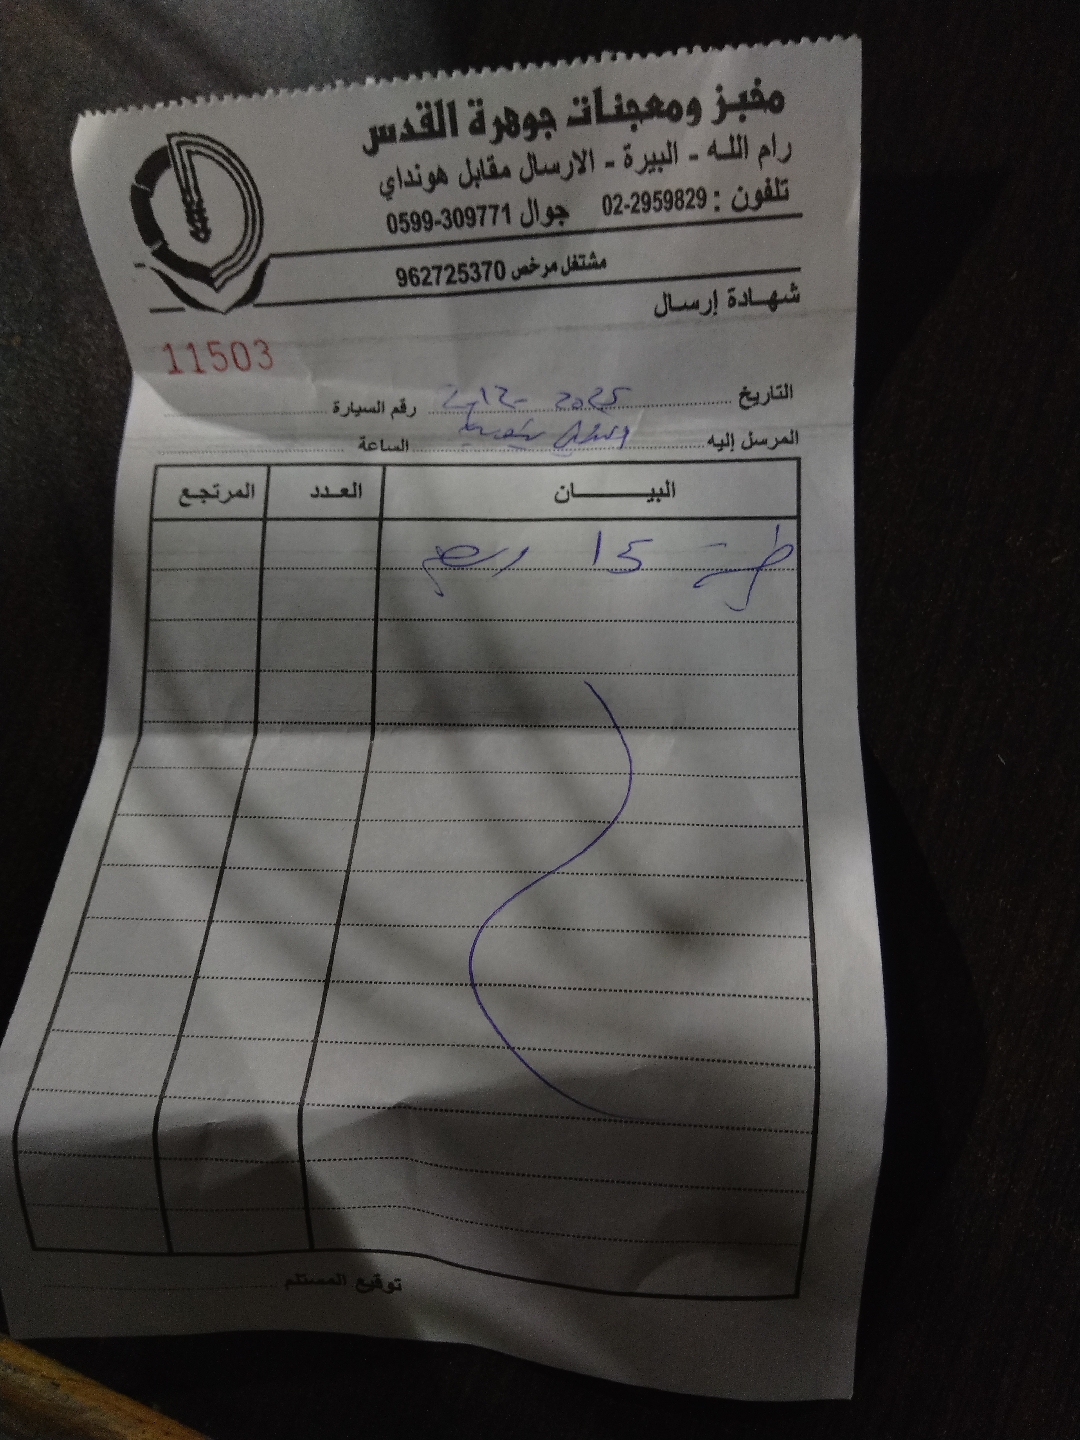 مخبز ومعجنات جوهرة القدس
رام الله - البيرة - الارسال مقابل هونداي
تلفون : 02-2959829 جوال 0599-309771
مشتغل مرخص 962725370
شهادة إرسال
11503
التاريخ 2-12-2025 رقم السيارة
المرسل إليه الساعة
البيان العدد المرتجع
15
توقيع المستلم